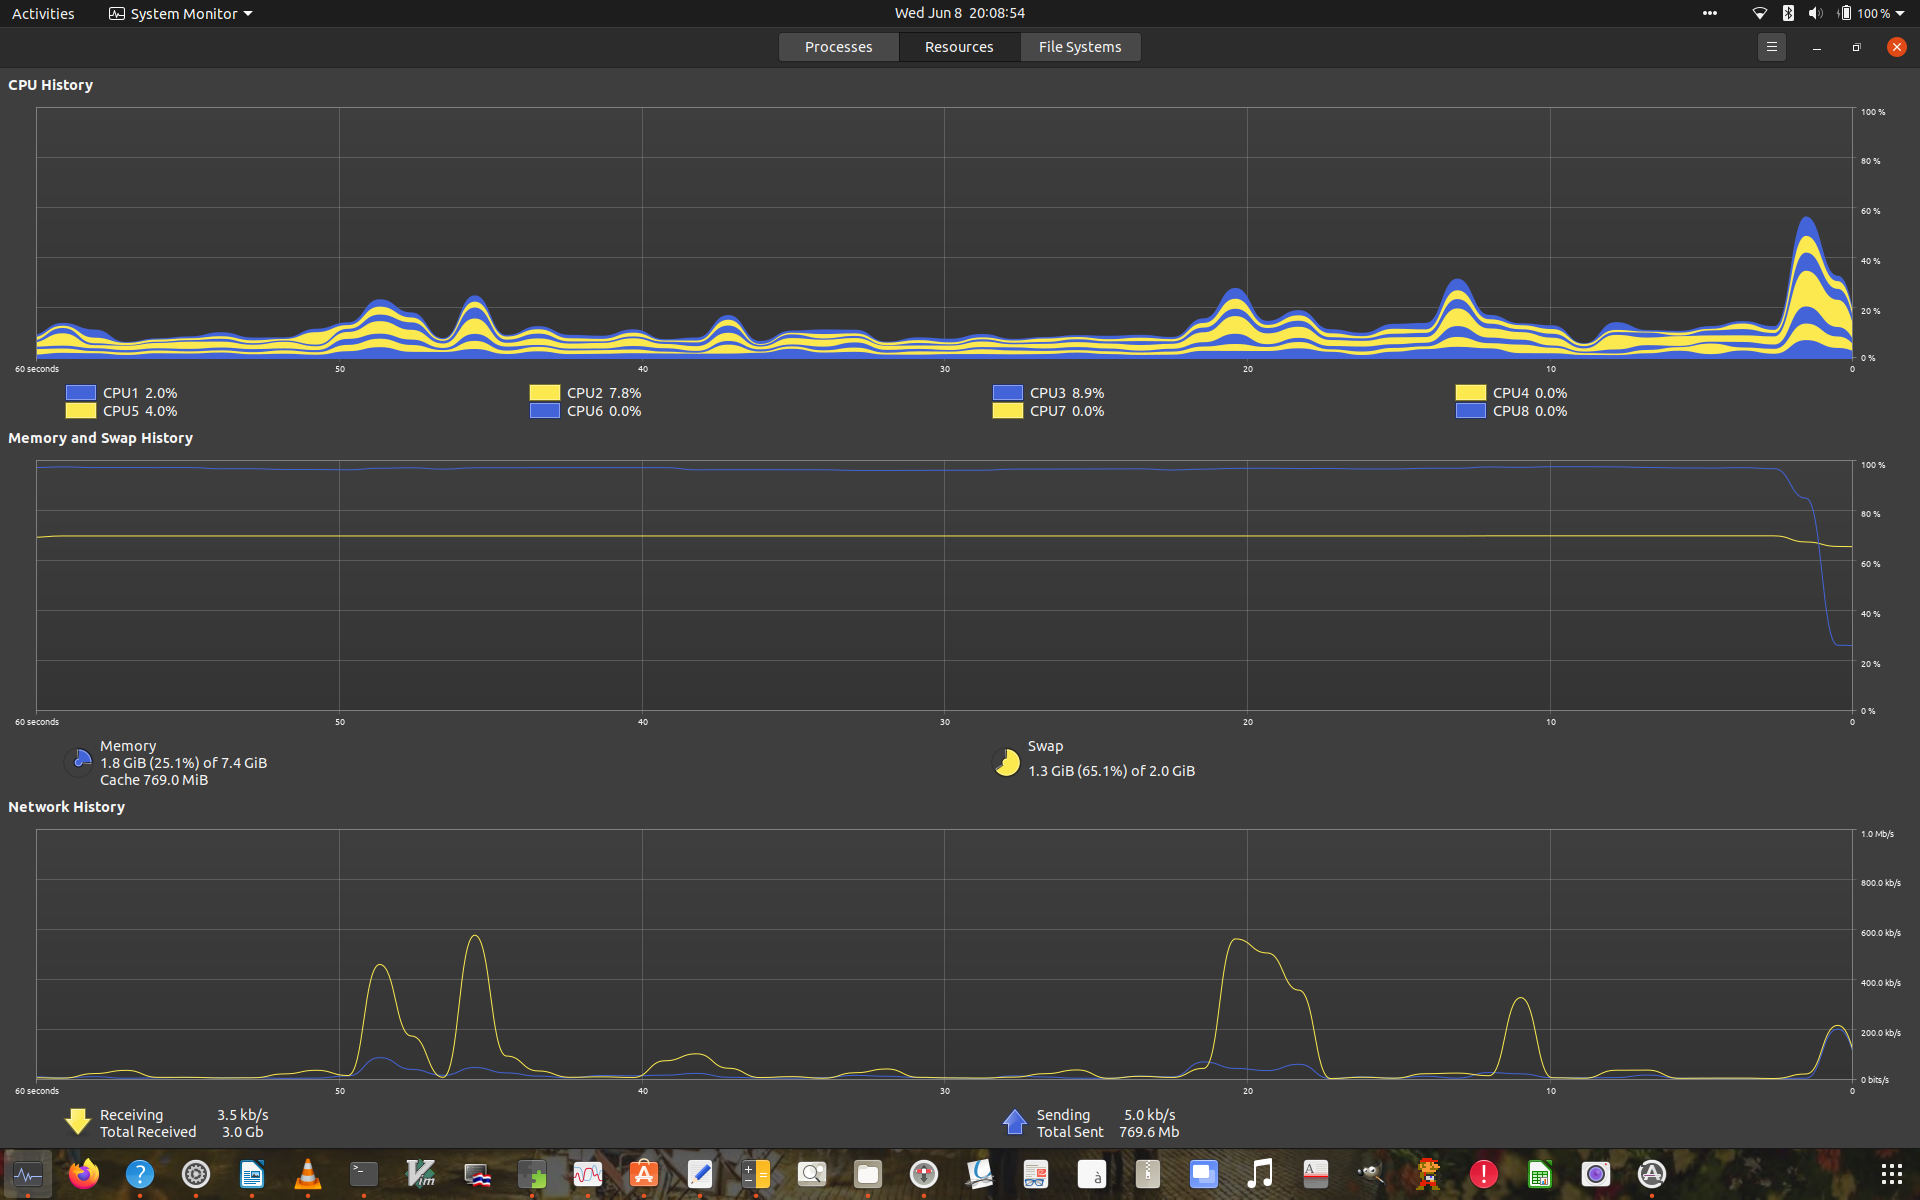 Activities
System Monitor
Wed Jun 8 20:08:54
100 %
Processes
Resources
File Systems
CPU History
100 %
80 %
60 %
40 %
20 %
0 %
60 seconds 50 40 30 20 10 0
CPU1 2.0% CPU2 7.8% CPU3 8.9% CPU4 0.0%
CPU5 4.0% CPU6 0.0% CPU7 0.0% CPU8 0.0%
Memory and Swap History
100 %
80 %
60 %
40 %
20 %
0 %
60 seconds 50 40 30 20 10 0
Memory
1.8 GiB (25.1%) of 7.4 GiB
Cache 769.0 MiB
Swap
1.3 GiB (65.1%) of 2.0 GiB
Network History
1.0 Mb/s
800.0 kb/s
600.0 kb/s
400.0 kb/s
200.0 kb/s
0 bits/s
60 seconds 50 40 30 20 10 0
Receiving 3.5 kb/s
Total Received 3.0 Gb
Sending 5.0 kb/s
Total Sent 769.6 Mb